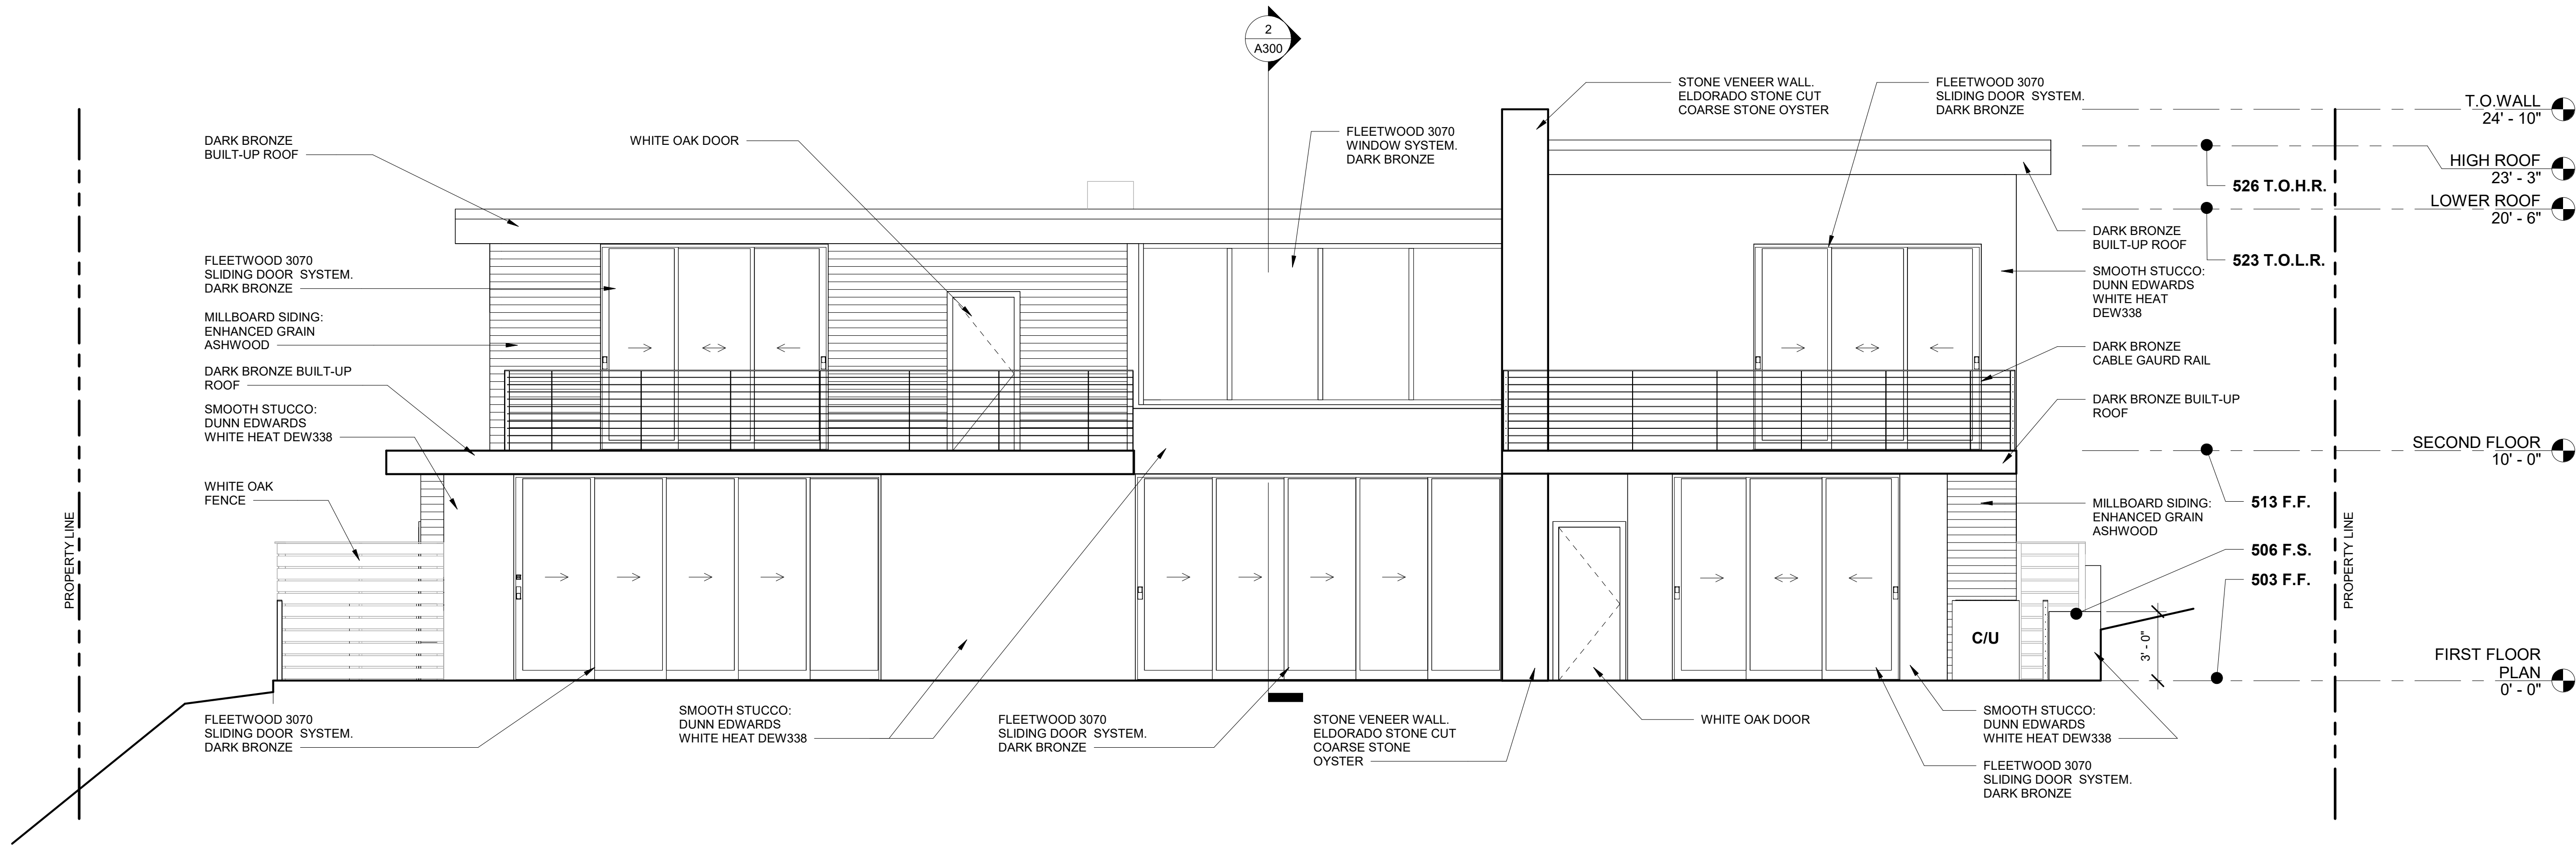 2
A300
STONE VENEER WALL.
ELDORADO STONE CUT
COARSE STONE OYSTER
FLEETWOOD 3070
SLIDING DOOR SYSTEM.
DARK BRONZE
T.O.WALL
24' - 10"
DARK BRONZE
BUILT-UP ROOF
WHITE OAK DOOR
FLEETWOOD 3070
WINDOW SYSTEM.
DARK BRONZE
HIGH ROOF
23' - 3"
526 T.O.H.R.
LOWER ROOF
20' - 6"
DARK BRONZE
BUILT-UP ROOF
523 T.O.L.R.
FLEETWOOD 3070
SLIDING DOOR SYSTEM.
DARK BRONZE
SMOOTH STUCCO:
DUNN EDWARDS
WHITE HEAT
DEW338
MILLBOARD SIDING:
ENHANCED GRAIN
ASHWOOD
DARK BRONZE
CABLE GAURD RAIL
DARK BRONZE BUILT-UP
ROOF
DARK BRONZE BUILT-UP
ROOF
SMOOTH STUCCO:
DUNN EDWARDS
WHITE HEAT DEW338
SECOND FLOOR
10' - 0"
WHITE OAK
FENCE
513 F.F.
MILLBOARD SIDING:
ENHANCED GRAIN
ASHWOOD
PROPERTY LINE
PROPERTY LINE
506 F.S.
503 F.F.
C/U
3' - 0"
FIRST FLOOR
PLAN
0' - 0"
FLEETWOOD 3070
SLIDING DOOR SYSTEM.
DARK BRONZE
SMOOTH STUCCO:
DUNN EDWARDS
WHITE HEAT DEW338
FLEETWOOD 3070
SLIDING DOOR SYSTEM.
DARK BRONZE
STONE VENEER WALL.
ELDORADO STONE CUT
COARSE STONE
OYSTER
WHITE OAK DOOR
SMOOTH STUCCO:
DUNN EDWARDS
WHITE HEAT DEW338
FLEETWOOD 3070
SLIDING DOOR SYSTEM.
DARK BRONZE